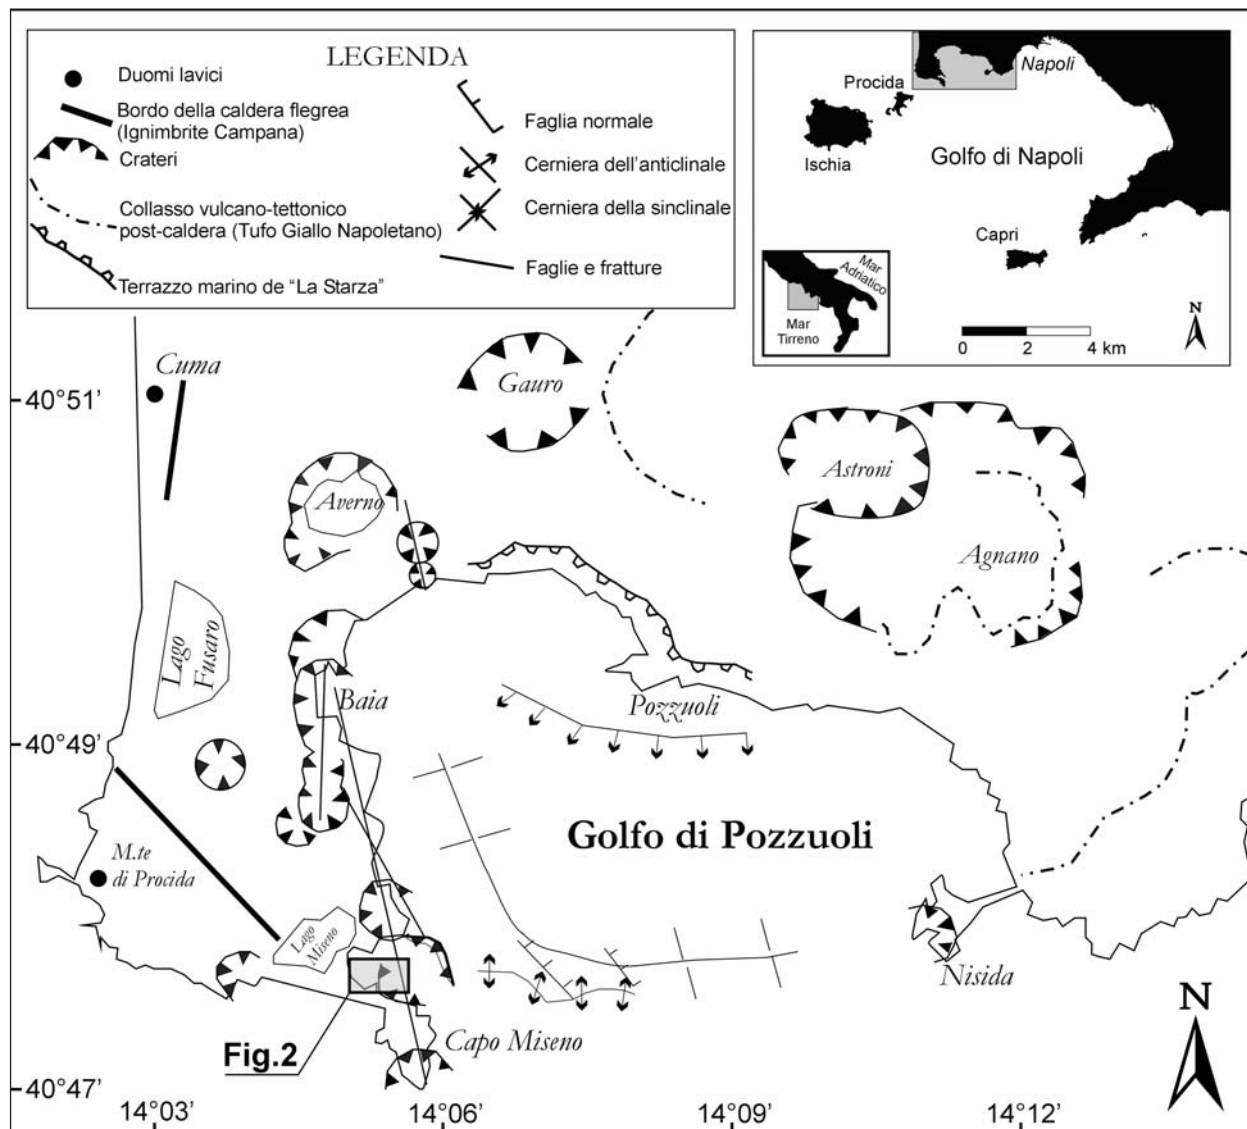 LEGENDA
Duomi lavici
Bordo della caldera flegrea
(Ignimbrite Campana)
Crateri
Collasso vulcano-tettonico
post-caldera (Tufo Giallo Napoletano)
Terrazzo marino de “La Starza”
Faglia normale
Cerniera dell’anticlinale
Cerniera della sinclinale
Faglie e fratture
Napoli
Procida
Ischia
Golfo di Napoli
Capri
Mar
Adriatico
Mar
Tirreno
N
0 2 4 km
Cuma
Gauro
40°51’
Astroni
Averno
Agnano
Lago
Fusaro
Baia
Pozzuoli
40°49’
Golfo di Pozzuoli
M.te
di Procida
Lago
Miseno
Nisida
N
Capo Miseno
Fig.2
40°47’
14°03’ 14°06’ 14°09’ 14°12’